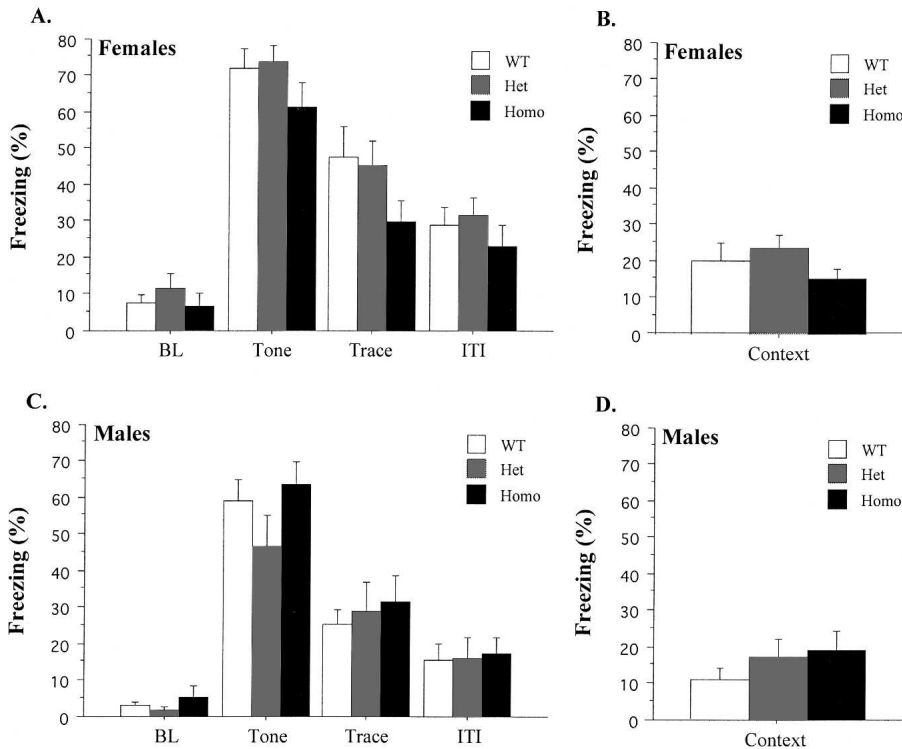 A.
Females
WT
Het
Homo
Freezing (%)
80
70
60
50
40
30
20
10
0
BL
Tone
Trace
ITI
B.
Females
WT
Het
Homo
Freezing (%)
80
70
60
50
40
30
20
10
0
Context
C.
Males
WT
Het
Homo
Freezing (%)
80
70
60
50
40
30
20
10
0
BL
Tone
Trace
ITI
D.
Males
WT
Het
Homo
Freezing (%)
80
70
60
50
40
30
20
10
0
Context